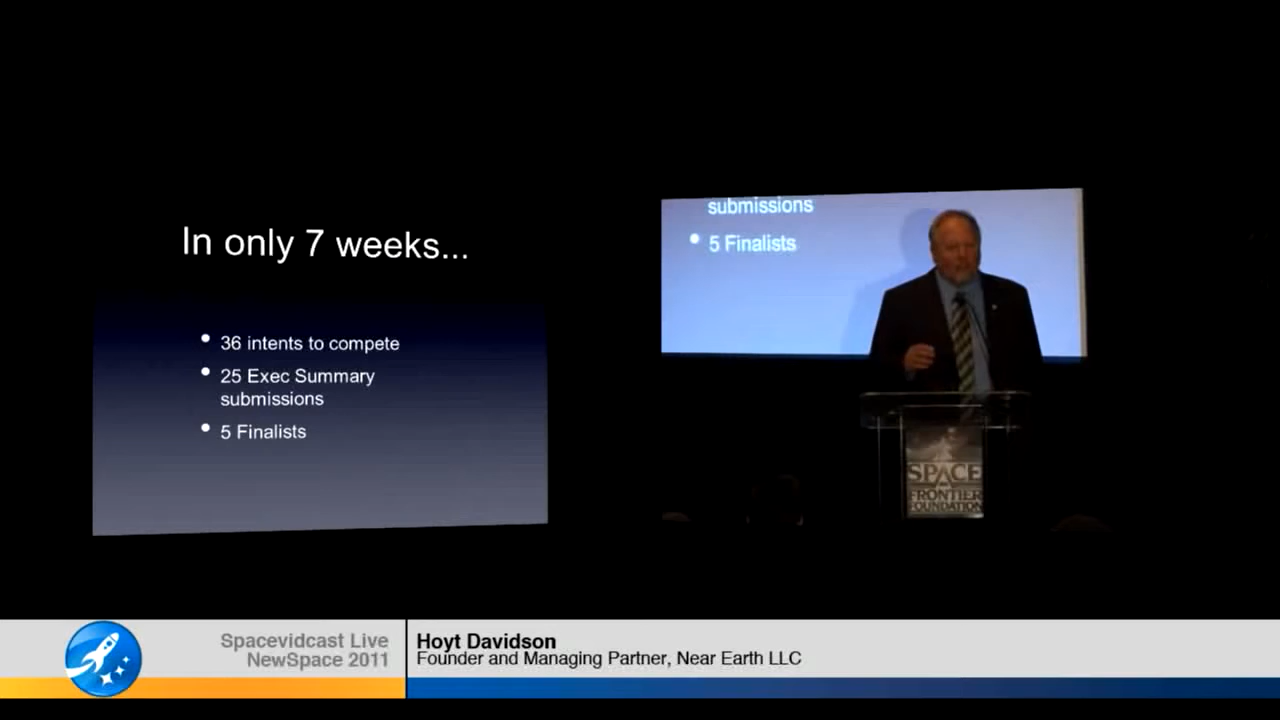 In only 7 weeks...
36 intents to compete
25 Exec Summary
submissions
5 Finalists
submissions
5 Finalists
SPACE
FRONTIER
FOUNDATION
Spacevidcast Live
NewSpace 2011
Hoyt Davidson
Founder and Managing Partner, Near Earth LLC